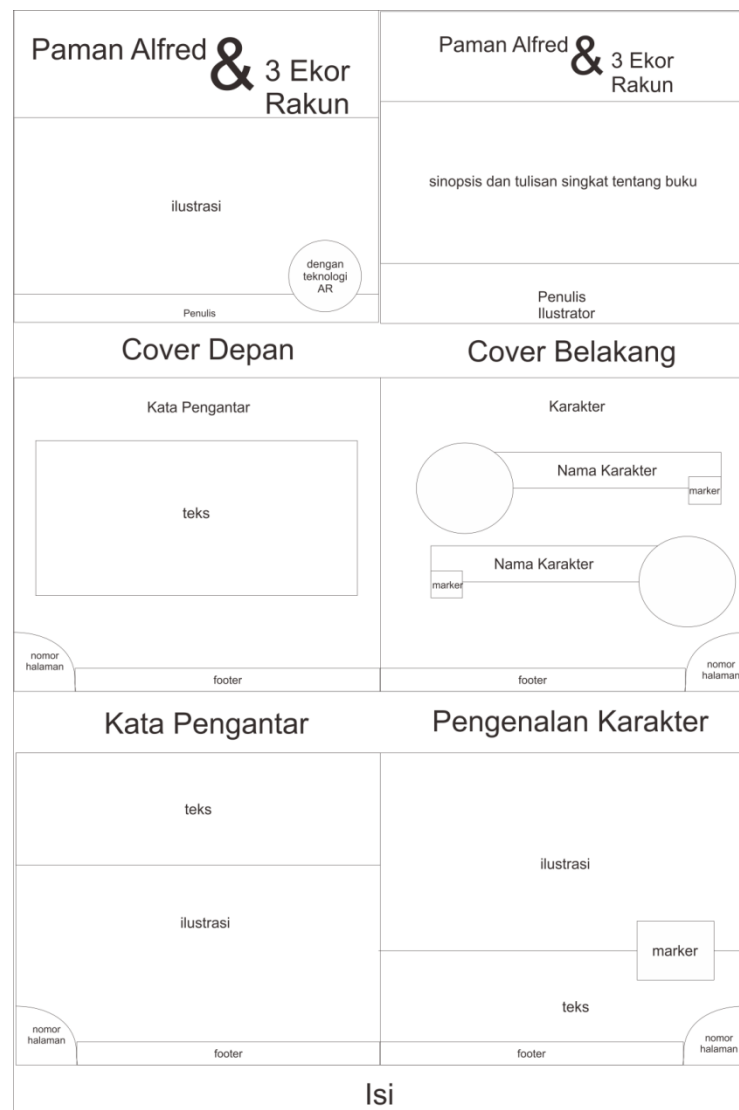 Paman Alfred
&
3 Ekor
Rakun
ilustrasi
dengan
teknologi
AR
Penulis
Cover Depan
Paman Alfred
&
3 Ekor
Rakun
sinopsis dan tulisan singkat tentang buku
Penulis
Ilustrator
Cover Belakang
Kata Pengantar
teks
nomor
halaman
footer
Kata Pengantar
Karakter
Nama Karakter
marker
Nama Karakter
marker
footer
nomor
halaman
Pengenalan Karakter
teks
ilustrasi
nomor
halaman
footer
ilustrasi
marker
teks
footer
nomor
halaman
Isi